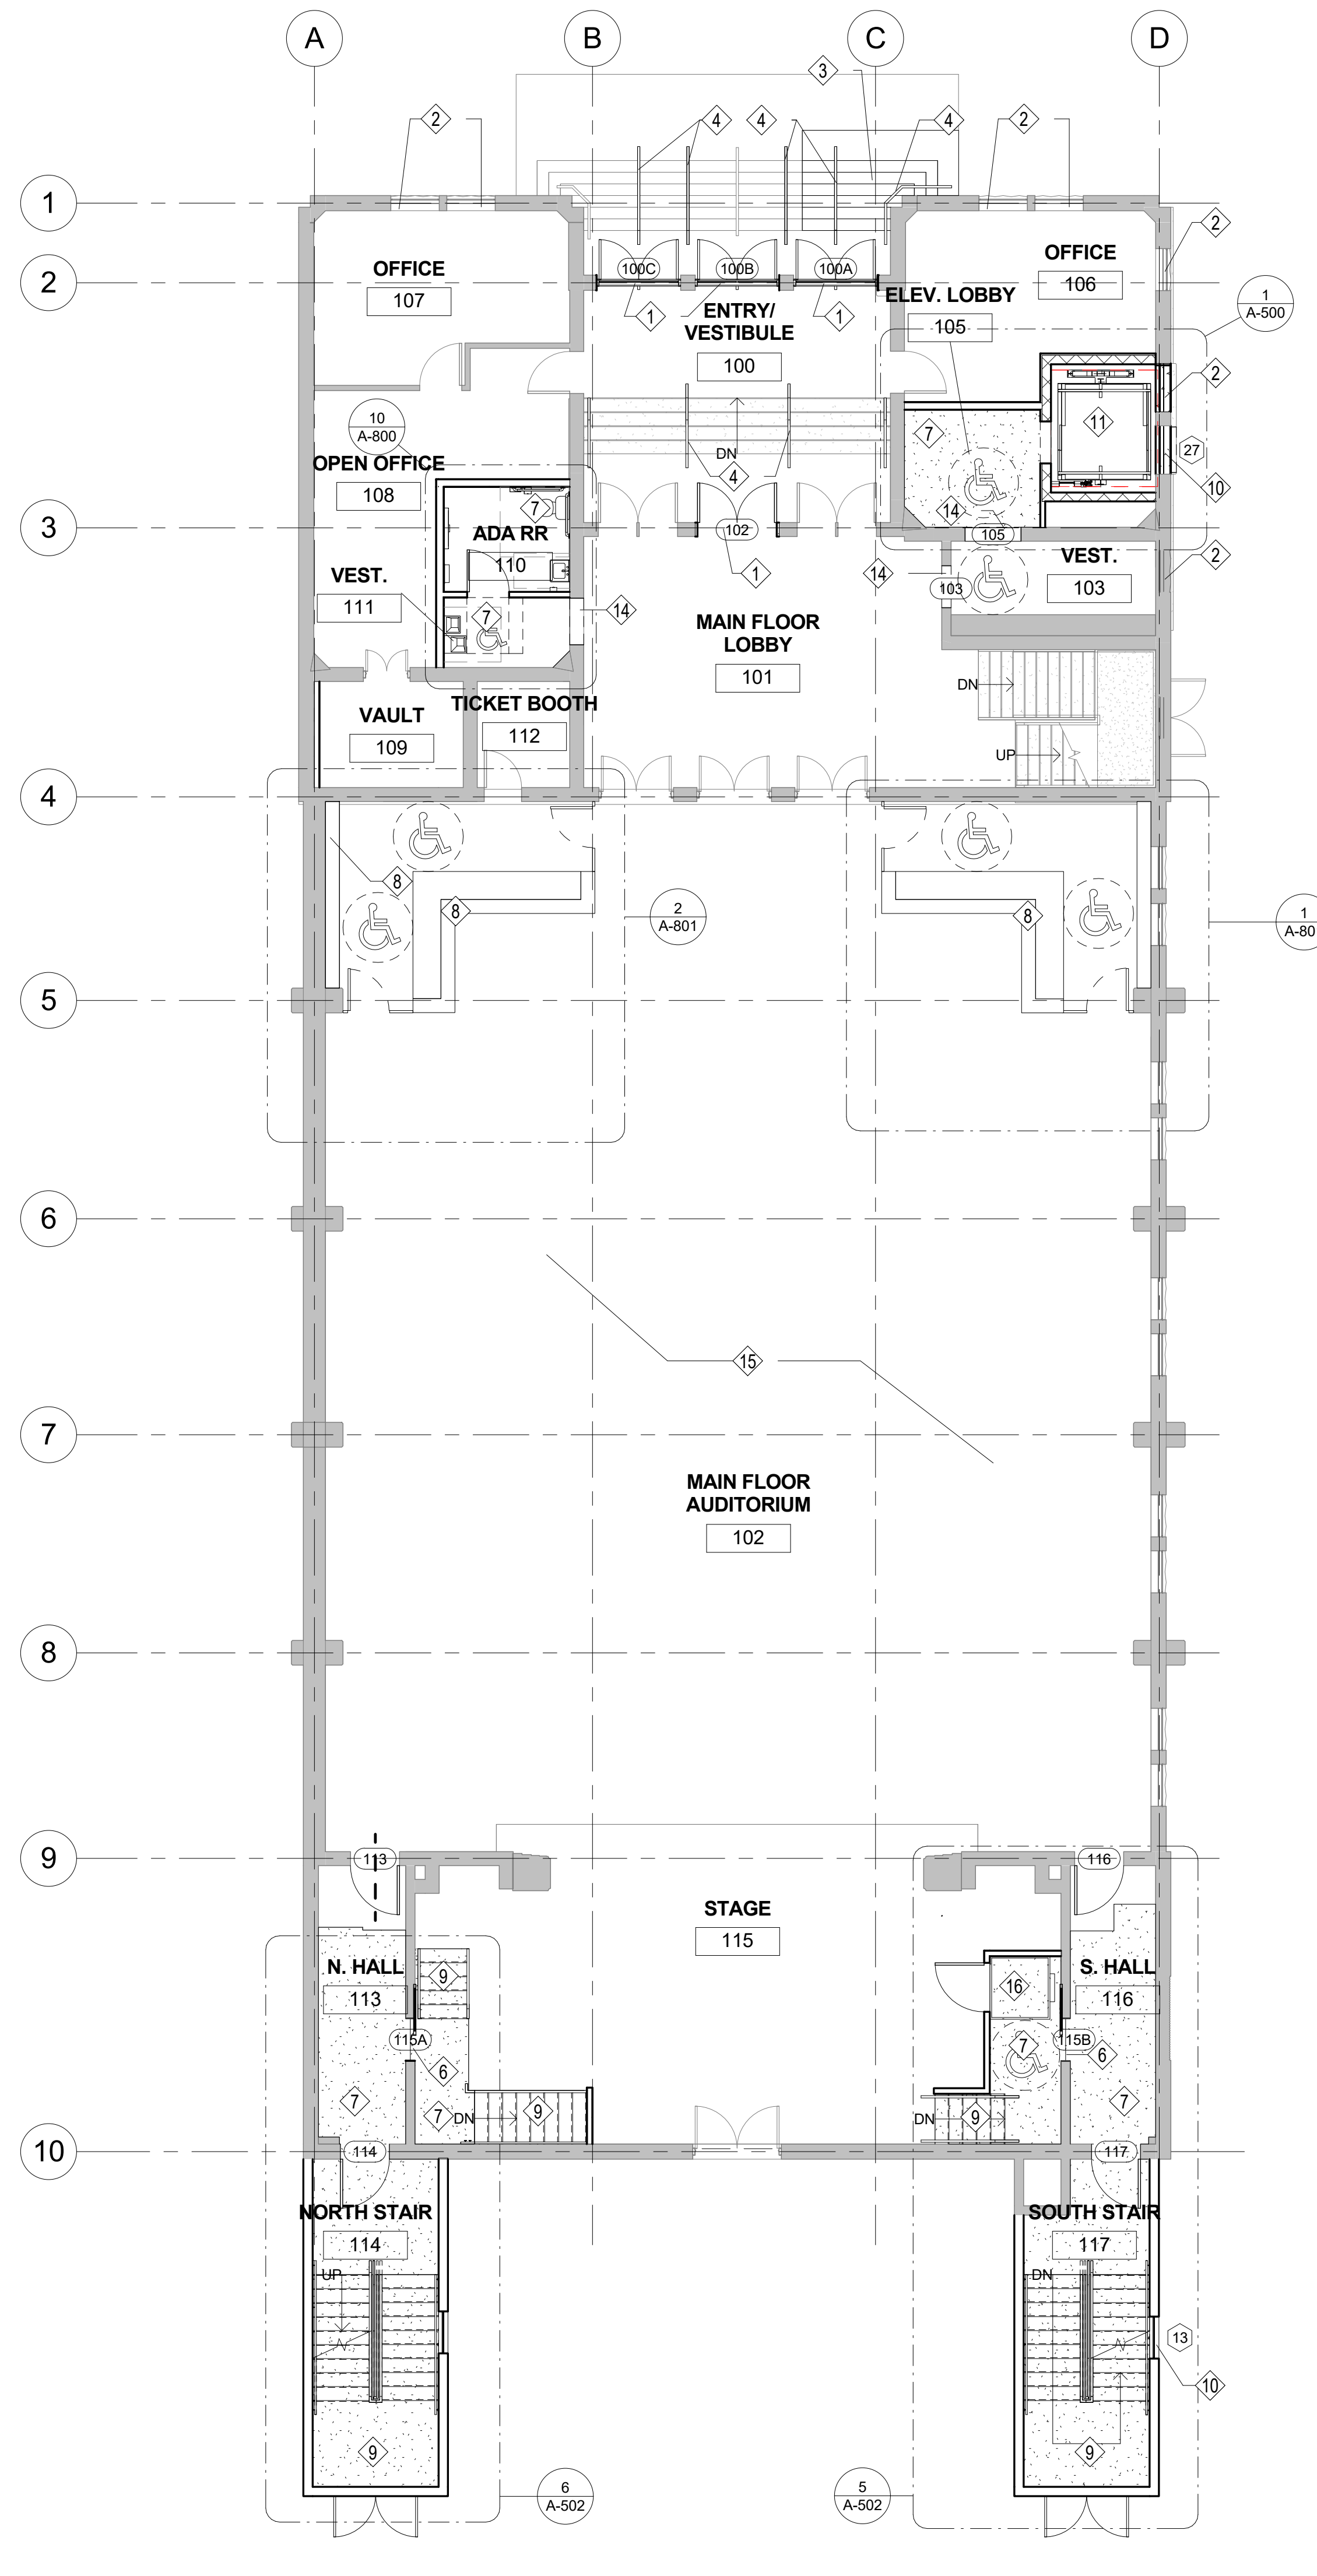 A
B
C
D
3
2
4
4
4
2
1
2
2
100C
100B
100A
OFFICE
107
OFFICE
106
1
A-500
1
1
ENTRY/
VESTIBULE
100
ELEV. LOBBY
105
2
10
A-800
11
7
27
DN
4
10
OPEN OFFICE
108
7
14
3
ADA RR
110
102
105
1
14
VEST.
103
2
103
VEST.
111
7
14
MAIN FLOOR
LOBBY
101
DN
TICKET BOOTH
112
VAULT
109
UP
4
8
8
2
A-801
8
1
A-80
5
6
15
7
MAIN FLOOR
AUDITORIUM
102
8
9
113
116
STAGE
115
N. HALL
113
9
16
S. HALL
116
115A
115B
6
7
6
7
7
DN
9
DN
9
7
10
114
117
NORTH STAIR
114
SOUTH STAIR
117
UP
DN
13
10
9
9
6
A-502
5
A-502